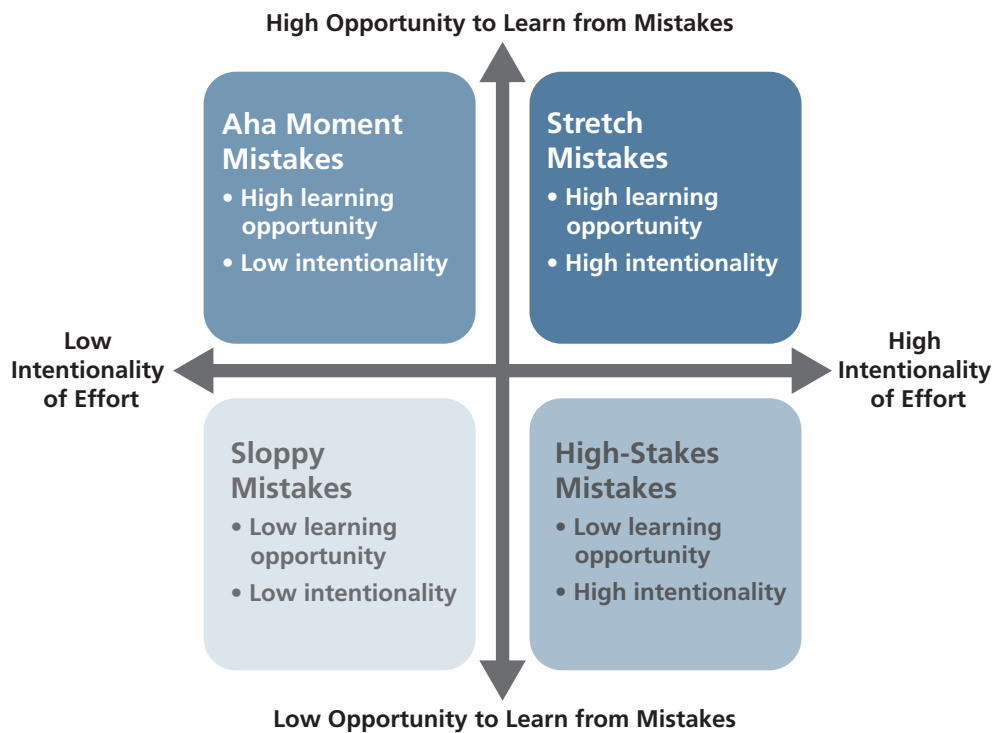 High Opportunity to Learn from Mistakes
Aha Moment
Mistakes
• High learning
opportunity
• Low intentionality
Stretch
Mistakes
• High learning
opportunity
• High intentionality
Low
Intentionality
of Effort
High
Intentionality
of Effort
Sloppy
Mistakes
• Low learning
opportunity
• Low intentionality
High-Stakes
Mistakes
• Low learning
opportunity
• High intentionality
Low Opportunity to Learn from Mistakes